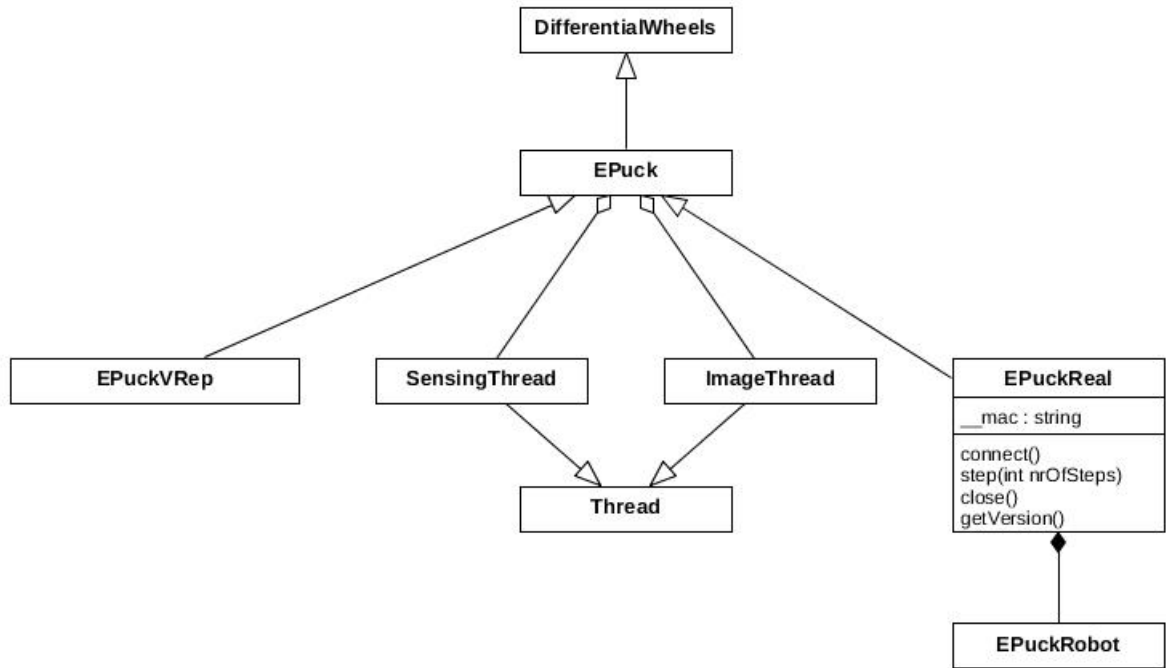 DifferentialWheels
EPuck
EPuckVRep
SensingThread
ImageThread
EPuckReal
__mac : string
connect()
step(int nrOfSteps)
close()
getVersion()
Thread
EPuckRobot